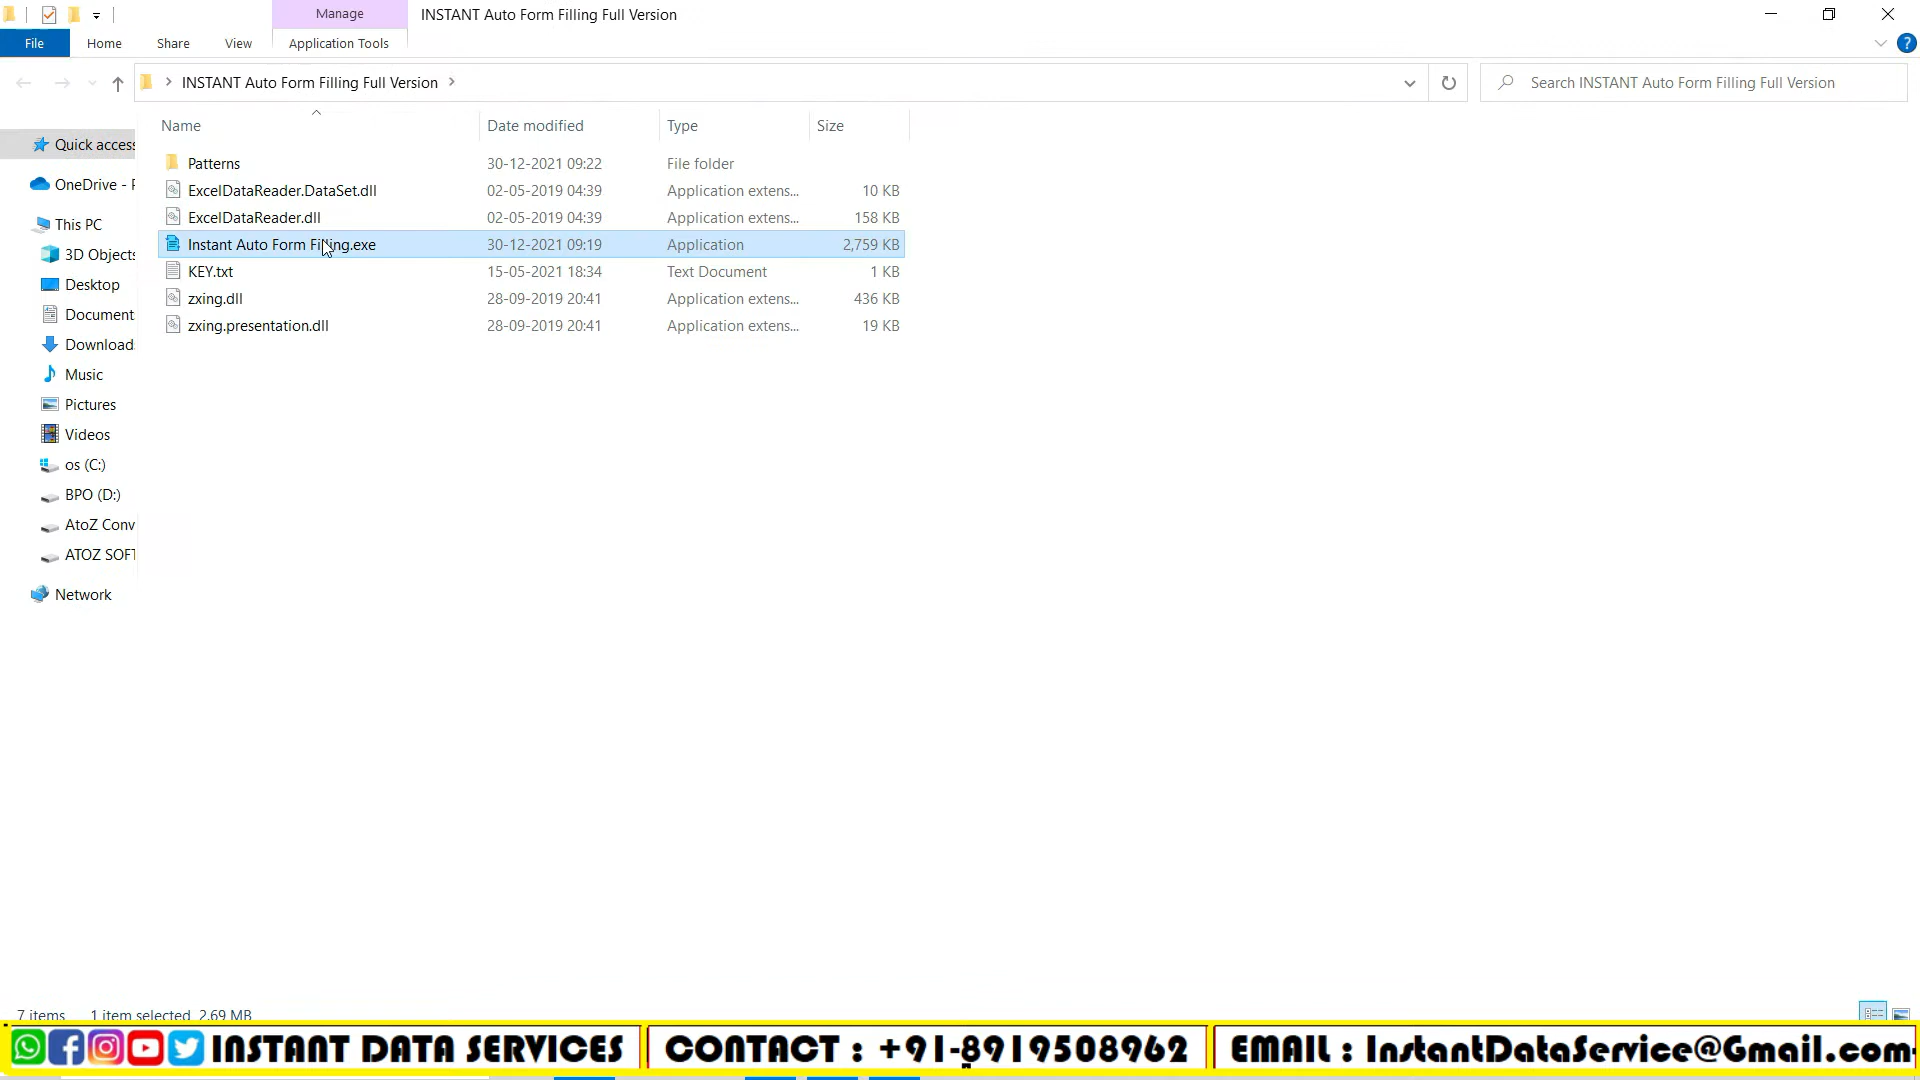 Manage
INSTANT Auto Form Filling Full Version
File
Home
Share
View
Application Tools
INSTANT Auto Form Filling Full Version
Search INSTANT Auto Form Filling Full Version
Name
Date modified
Type
Size
Quick access
OneDrive - P
This PC
3D Objects
Desktop
Document
Download
Music
Pictures
Videos
os (C:)
BPO (D:)
AtoZ Conv
ATOZ SOFT
Network
Patterns 30-12-2021 09:22 File folder
ExcelDataReader.DataSet.dll 02-05-2019 04:39 Application extens... 10 KB
ExcelDataReader.dll 02-05-2019 04:39 Application extens... 158 KB
Instant Auto Form Filling.exe 30-12-2021 09:19 Application 2,759 KB
KEY.txt 15-05-2021 18:34 Text Document 1 KB
zxing.dll 28-09-2019 20:41 Application extens... 436 KB
zxing.presentation.dll 28-09-2019 20:41 Application extens... 19 KB
7 items 1 item selected 2.69 MB
INSTANT DATA SERVICES
CONTACT : +91-8919508962
EMAIL : InstantDataService@Gmail.com